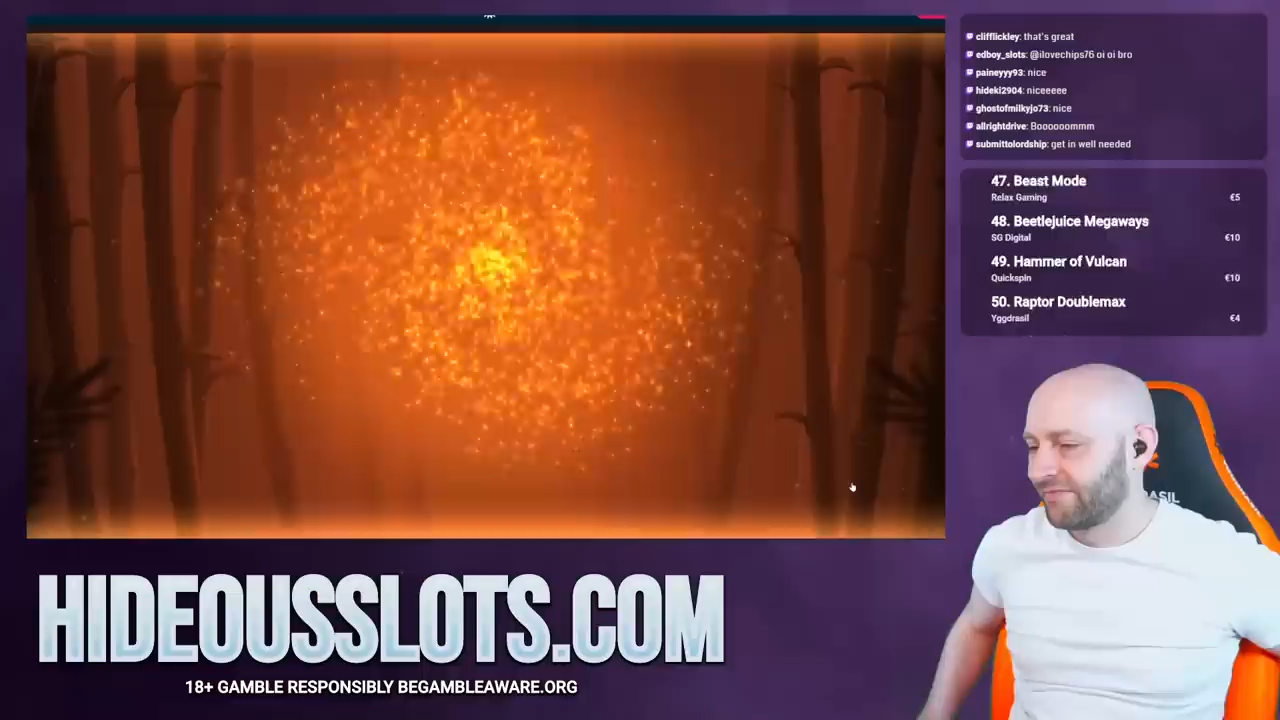 clifflickley: that's great
edboy_slots: @ilovechips76 oi oi bro
paineyyy93: nice
hideki2904: niceeeee
ghostofmilkyjo73: nice
allrightdrive: Boooooommm
submittolordship: get in well needed
47. Beast Mode
Relax Gaming €5
48. Beetlejuice Megaways
SG Digital €10
49. Hammer of Vulcan
Quickspin €10
50. Raptor Doublemax
Yggdrasil €4
ASIL
HIDEOUSSLOTS.COM
18+ GAMBLE RESPONSIBLY BEGAMBLEAWARE.ORG